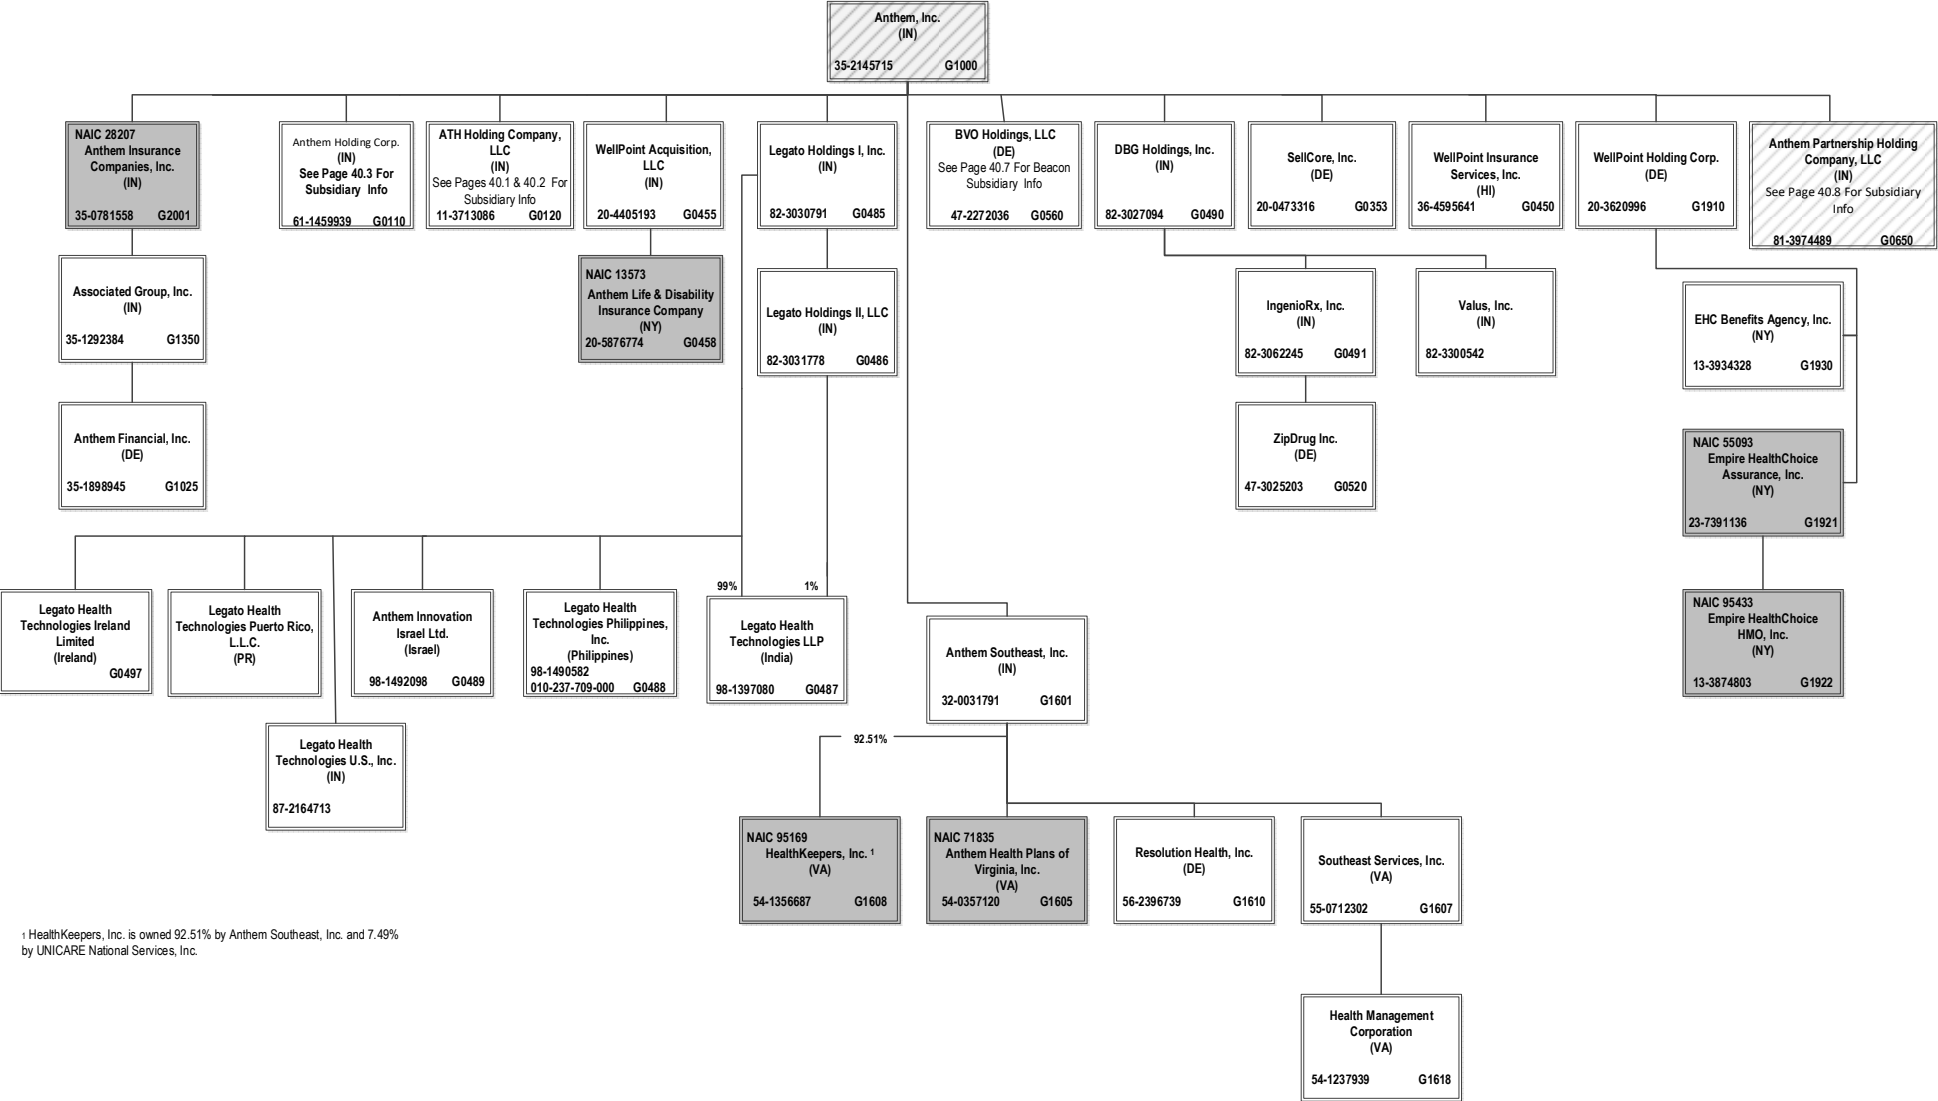 Anthem, Inc.
(IN)
35-2145715 G1000
NAIC 28207
Anthem Insurance
Companies, Inc.
(IN)
35-0781558 G2001
Anthem Holding Corp.
(IN)
See Page 40.3 For
Subsidiary Info
61-1459939 G0110
ATH Holding Company,
LLC
(IN)
See Pages 40.1 & 40.2 For
Subsidiary Info
11-3713086 G0120
WellPoint Acquisition,
LLC
(IN)
20-4405193 G0455
Legato Holdings I, Inc.
(IN)
82-3030791 G0485
BVO Holdings, LLC
(DE)
See Page 40.7 For Beacon
Subsidiary Info
47-2272036 G0560
DBG Holdings, Inc.
(IN)
82-3027094 G0490
SellCore, Inc.
(DE)
20-0473316 G0353
WellPoint Insurance
Services, Inc.
(HI)
36-4595641 G0450
WellPoint Holding Corp.
(DE)
20-3620996 G1910
Anthem Partnership Holding
Company, LLC
(IN)
See Page 40.8 For Subsidiary
Info
81-3974489 G0650
Associated Group, Inc.
(IN)
35-1292384 G1350
NAIC 13573
Anthem Life & Disability
Insurance Company
(NY)
20-5876774 G0458
Legato Holdings II, LLC
(IN)
82-3031778 G0486
IngenioRx, Inc.
(IN)
82-3062245 G0491
Valus, Inc.
(IN)
82-3300542
EHC Benefits Agency, Inc.
(NY)
13-3934328 G1930
Anthem Financial, Inc.
(DE)
35-1898945 G1025
ZipDrug Inc.
(DE)
47-3025203 G0520
NAIC 55093
Empire HealthChoice
Assurance, Inc.
(NY)
23-7391136 G1921
99% 1%
Legato Health
Technologies Ireland
Limited
(Ireland)
G0497
Legato Health
Technologies Puerto Rico,
L.L.C.
(PR)
Anthem Innovation
Israel Ltd.
(Israel)
98-1492098 G0489
Legato Health
Technologies Philippines,
Inc.
(Philippines)
98-1490582
010-237-709-000 G0488
Legato Health
Technologies LLP
(India)
98-1397080 G0487
Anthem Southeast, Inc.
(IN)
32-0031791 G1601
NAIC 95433
Empire HealthChoice
HMO, Inc.
(NY)
13-3874803 G1922
Legato Health
Technologies U.S., Inc.
(IN)
87-2164713
92.51%
NAIC 95169
HealthKeepers, Inc. ¹
(VA)
54-1356687 G1608
NAIC 71835
Anthem Health Plans of
Virginia, Inc.
(VA)
54-0357120 G1605
Resolution Health, Inc.
(DE)
56-2396739 G1610
Southeast Services, Inc.
(VA)
55-0712302 G1607
¹ HealthKeepers, Inc. is owned 92.51% by Anthem Southeast, Inc. and 7.49%
by UNICARE National Services, Inc.
Health Management
Corporation
(VA)
54-1237939 G1618